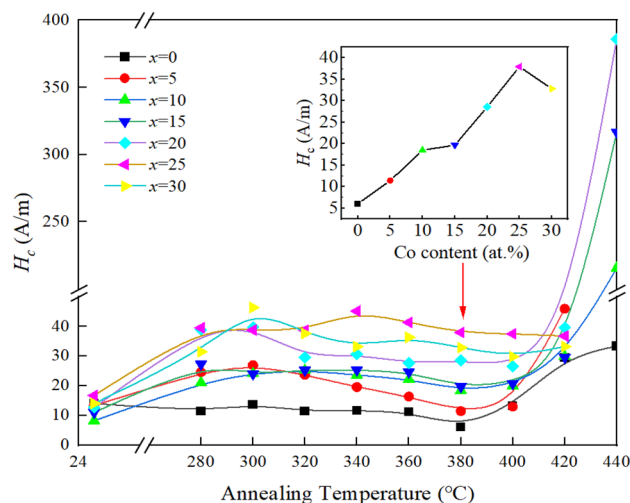 400
350
300
250
40
30
20
10
0
H_c (A/m)
x=0
x=5
x=10
x=15
x=20
x=25
x=30
40
35
30
25
20
15
10
5
H_c (A/m)
0 5 10 15 20 25 30
Co content (at.%)
24 280 300 320 340 360 380 400 420 440
Annealing Temperature (°C)